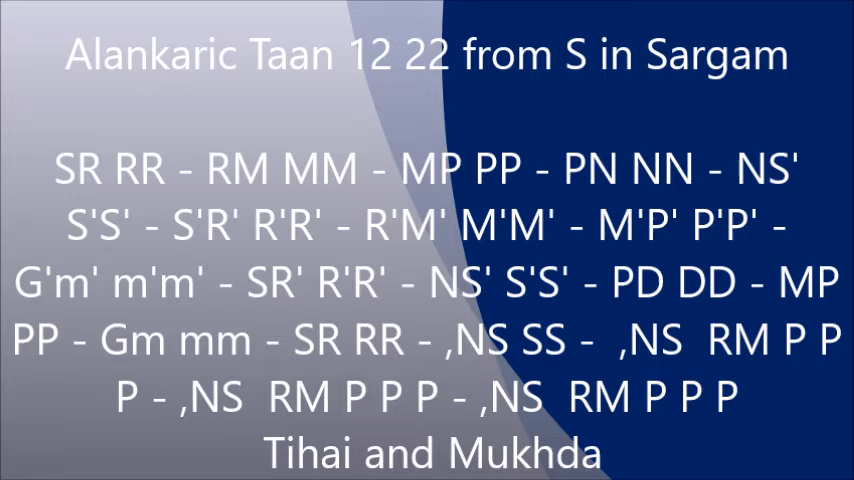 Alankaric Taan 12 22 from S in Sargam
SR RR - RM MM - MP PP - PN NN - NS'
S'S' - S'R' R'R' - R'M' M'M' - M'P' P'P' -
G'm' m'm' - SR' R'R' - NS' S'S' - PD DD - MP
PP - Gm mm - SR RR - ,NS SS -  ,NS  RM P P
P - ,NS  RM P P P - ,NS  RM P P P
Tihai and Mukhda